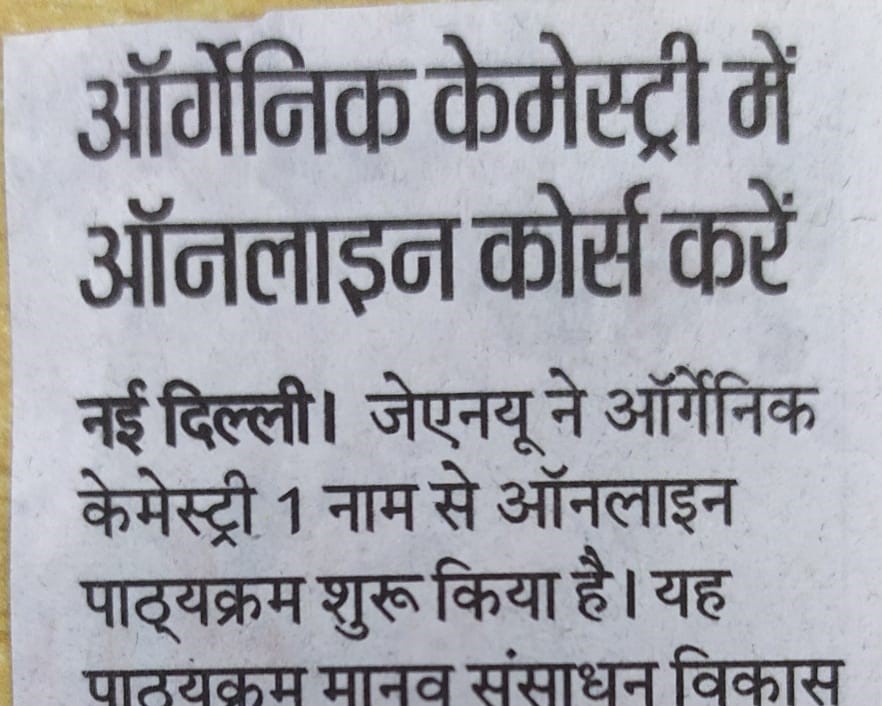 ऑर्गेनिक केमेस्ट्री में
ऑनलाइन कोर्स करें
नई दिल्ली। जेएनयू ने ऑर्गेनिक
केमेस्ट्री 1 नाम से ऑनलाइन
पाठ्यक्रम शुरू किया है। यह
पाठ्यक्रम मानव संसाधन विकास